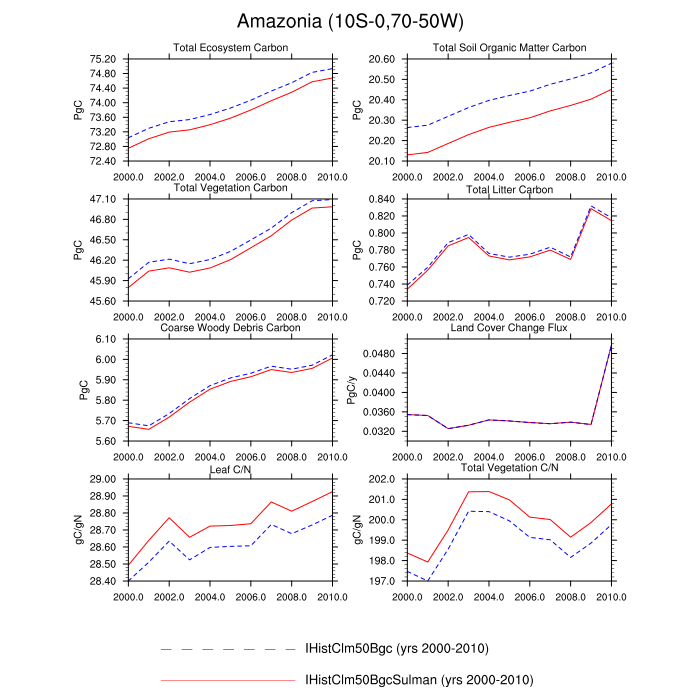 Amazonia (10S-0,70-50W)
Total Ecosystem Carbon
PgC
75.20
74.80
74.40
74.00
73.60
73.20
72.80
72.40
2000.0 2002.0 2004.0 2006.0 2008.0 2010.0
Total Soil Organic Matter Carbon
PgC
20.60
20.50
20.40
20.30
20.20
20.10
2000.0 2002.0 2004.0 2006.0 2008.0 2010.0
Total Vegetation Carbon
PgC
47.10
46.80
46.50
46.20
45.90
45.60
2000.0 2002.0 2004.0 2006.0 2008.0 2010.0
Total Litter Carbon
PgC
0.840
0.820
0.800
0.780
0.760
0.740
0.720
2000.0 2002.0 2004.0 2006.0 2008.0 2010.0
Coarse Woody Debris Carbon
PgC
6.10
6.00
5.90
5.80
5.70
5.60
2000.0 2002.0 2004.0 2006.0 2008.0 2010.0
Land Cover Change Flux
PgC/y
0.0480
0.0440
0.0400
0.0360
0.0320
2000.0 2002.0 2004.0 2006.0 2008.0 2010.0
Leaf C/N
gC/gN
29.00
28.90
28.80
28.70
28.60
28.50
28.40
2000.0 2002.0 2004.0 2006.0 2008.0 2010.0
Total Vegetation C/N
gC/gN
202.0
201.0
200.0
199.0
198.0
197.0
2000.0 2002.0 2004.0 2006.0 2008.0 2010.0
IHistClm50Bgc (yrs 2000-2010)
IHistClm50BgcSulman (yrs 2000-2010)